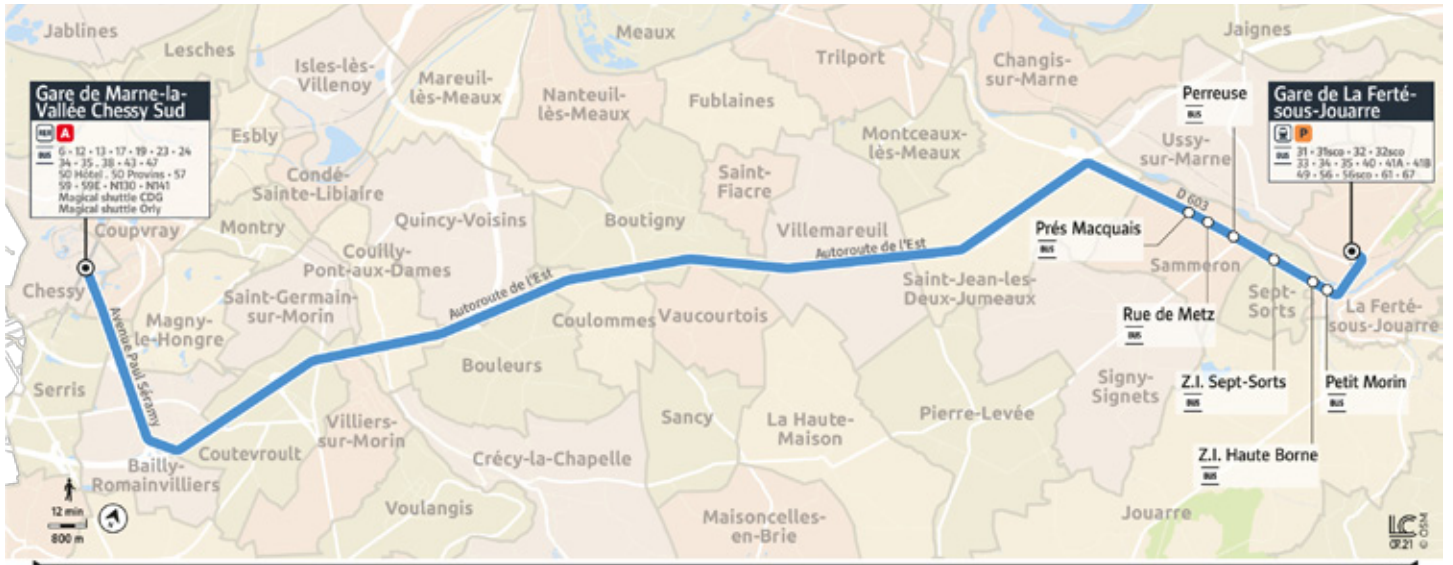 Jablines
Lesches
Isles-lès-
Villenoy
Mareuil-
lès-Meaux
Meaux
Nanteuil-
lès-Meaux
Fublaines
Trilport
Changis-
sur-Marne
Jaignes
Gare de Marne-la-
Vallée Chessy Sud
RER A
BUS 6 • 12 • 13 • 17 • 19 • 23 • 24
34 • 35 . 38 • 43 • 47
50 Hôtel . 50 Provins • 57
59 • 59E • N130 • N141
Magical shuttle CDG
Magical shuttle Orly
Esbly
Condé-
Sainte-Libiaire
Coupvray
Montry
Couilly-
Pont-aux-Dames
Quincy-Voisins
Boutigny
Saint-
Fiacre
Montceaux-
lès-Meaux
Villemareuil
Perreuse
BUS
Ussy-
sur-Marne
Gare de La Ferté-
sous-Jouarre
P
BUS 31 • 31sco • 32 • 32sco
33 • 34 • 35 • 40 • 41A • 41B
49 • 56 • 56sco • 61 • 67
D 603
Prés Macquais
BUS
Sammeron
Rue de Metz
BUS
Sept-
Sorts
La Ferté-
sous-Jouarre
Chessy
Avenue Paul Séramy
Magny-
le-Hongre
Saint-Germain-
sur-Morin
Autoroute de l'Est
Autoroute de l'Est
Saint-Jean-les-
Deux-Jumeaux
Coulommes
Vaucourtois
Bouleurs
Serris
Bailly-
Romainvilliers
Coutevroult
Villiers-
sur-Morin
Crécy-la-Chapelle
Voulangis
Sancy
La Haute-
Maison
Maisoncelles-
en-Brie
Pierre-Levée
Signy-
Signets
Z.I. Sept-Sorts
BUS
Petit Morin
BUS
Z.I. Haute Borne
BUS
Jouarre
12 min
800 m
LC
07.21
© OSM